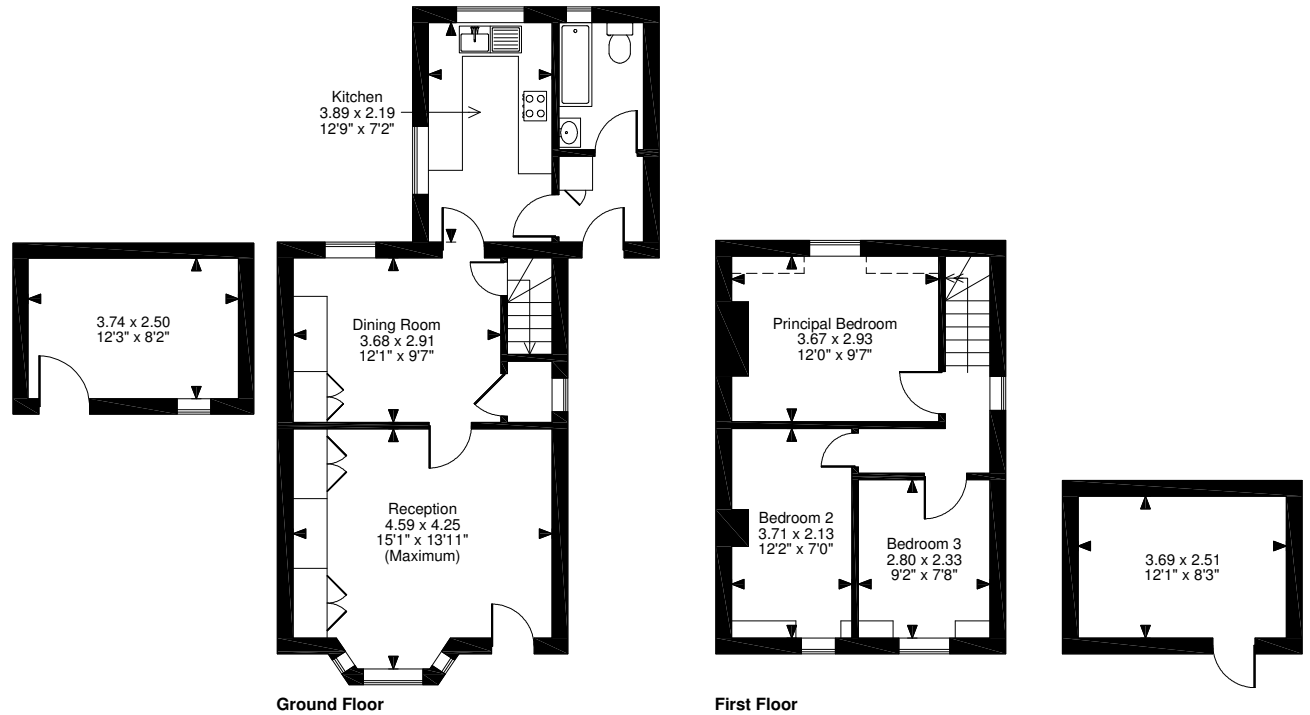 Kitchen
3.89 x 2.19
12'9" x 7'2"
3.74 x 2.50
12'3" x 8'2"
Dining Room
3.68 x 2.91
12'1" x 9'7"
Reception
4.59 x 4.25
15'1" x 13'11"
(Maximum)
Ground Floor
Principal Bedroom
3.67 x 2.93
12'0" x 9'7"
Bedroom 2
3.71 x 2.13
12'2" x 7'0"
Bedroom 3
2.80 x 2.33
9'2" x 7'8"
First Floor
3.69 x 2.51
12'1" x 8'3"